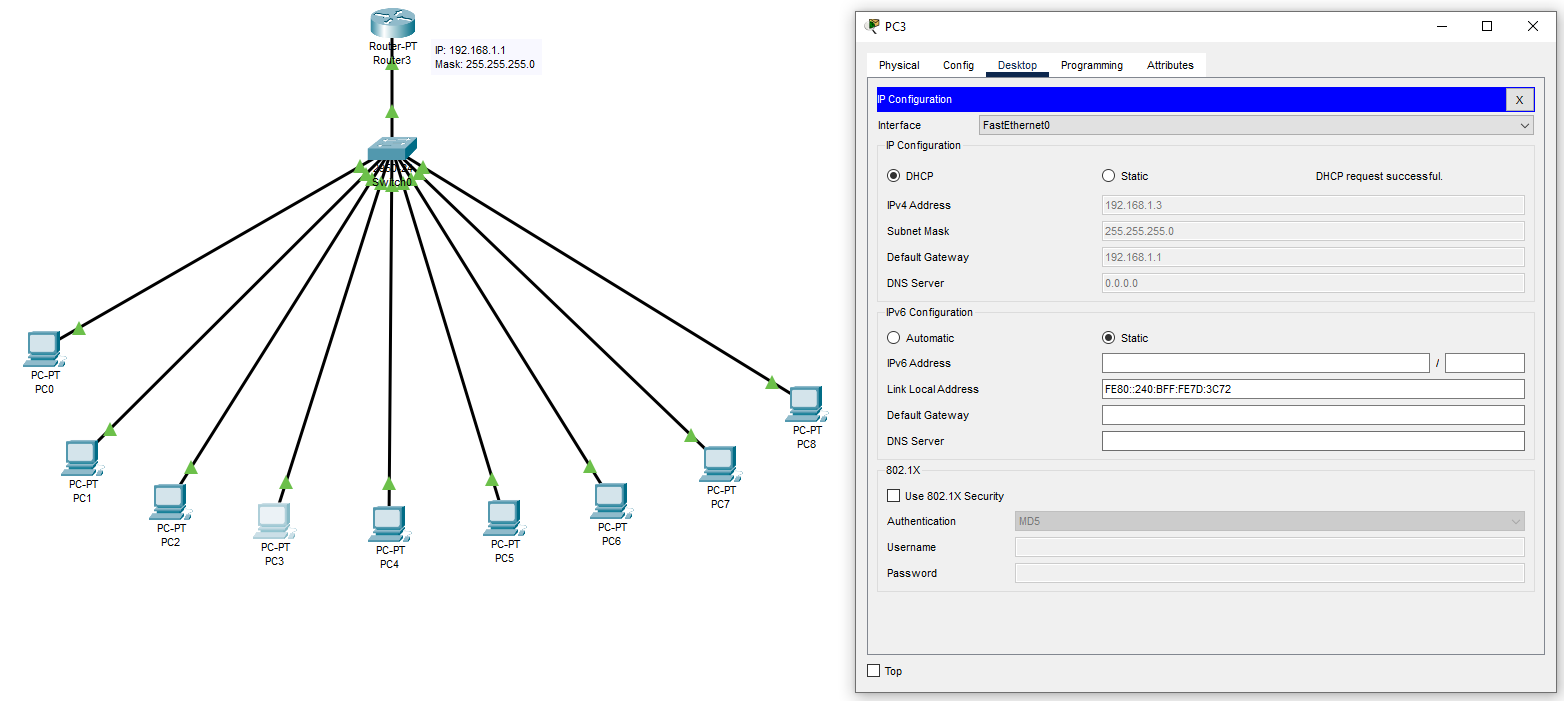 Router-PT
Router3
IP: 192.168.1.1
Mask: 255.255.255.0
Switch0
PC-PT
PC0
PC-PT
PC1
PC-PT
PC2
PC-PT
PC3
PC-PT
PC4
PC-PT
PC5
PC-PT
PC6
PC-PT
PC7
PC-PT
PC8
PC3
Physical Config Desktop Programming Attributes
IP Configuration X
Interface FastEthernet0
IP Configuration
DHCP Static DHCP request successful.
IPv4 Address 192.168.1.3
Subnet Mask 255.255.255.0
Default Gateway 192.168.1.1
DNS Server 0.0.0.0
IPv6 Configuration
Automatic Static
IPv6 Address /
Link Local Address FE80::240:BFF:FE7D:3C72
Default Gateway
DNS Server
802.1X
Use 802.1X Security
Authentication MD5
Username
Password
Top